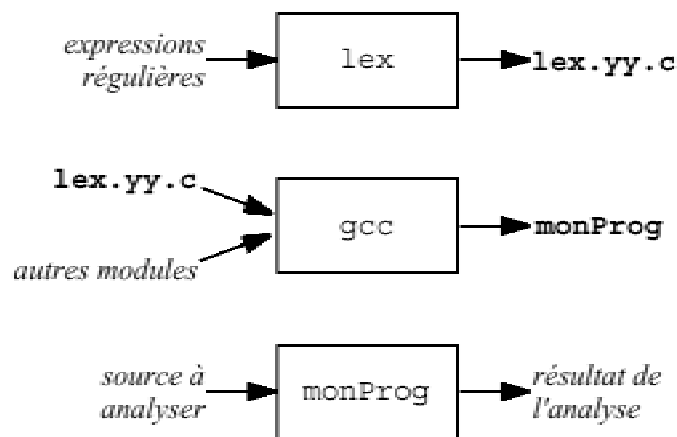 expressions
régulières
lex
lex.yy.c
lex.yy.c
autres modules
gcc
monProg
source à
analyser
monProg
résultat de
l'analyse